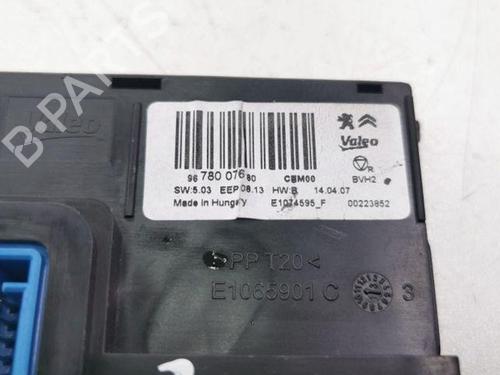 B-PARTS
Valeo
Valeo
R
96 780 076 80 CBM00 BVH2
SW:5.03 EEP:08.13 HW:B 14.04.07
Made in Hungary E1074595_F 00223852
PP T20<
E1065901 C 3